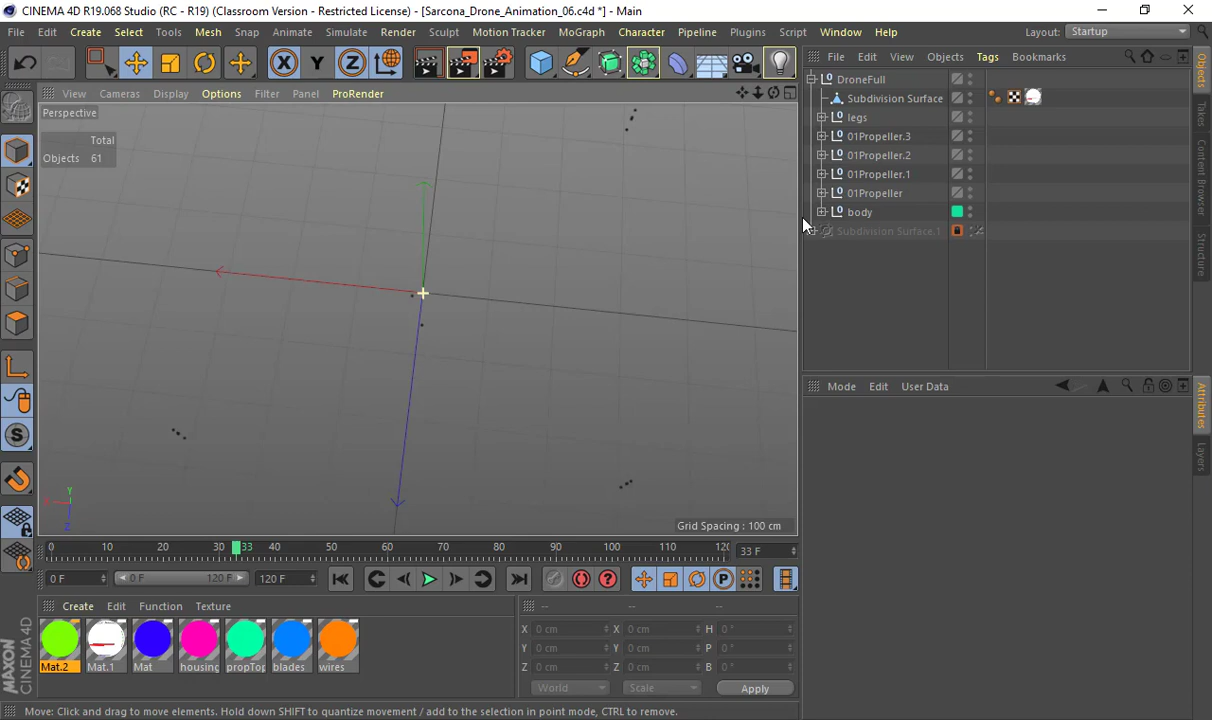 CINEMA 4D R19.068 Studio (RC - R19) (Classroom Version - Restricted License) - [Sarcona_Drone_Animation_06.c4d *] - Main
File Edit Create Select Tools Mesh Snap Animate Simulate Render Sculpt Motion Tracker MoGraph Character Pipeline Plugins Script Window Help Layout: Startup
X Y Z
File Edit View Objects Tags Bookmarks
View Cameras Display Options Filter Panel ProRender
Perspective
Total
Objects 61
DroneFull
Subdivision Surface
legs
01Propeller.3
01Propeller.2
01Propeller.1
01Propeller
body
Subdivision Surface.1
Objects
Takes
Content Browser
Structure
Mode Edit User Data
Attributes
Layers
Y
Z
Grid Spacing : 100 cm
0 10 20 30 33 40 50 60 70 80 90 100 110 120 33 F
0 F 0 F 120 F 120 F
Create Edit Function Texture
-- -- --
Mat.2 Mat.1 Mat housing propTop blades wires
X 0 cm X 0 cm H 0 °
Y 0 cm Y 0 cm P 0 °
Z 0 cm Z 0 cm B 0 °
World Scale Apply
MAXON CINEMA 4D
Move: Click and drag to move elements. Hold down SHIFT to quantize movement / add to the selection in point mode, CTRL to remove.